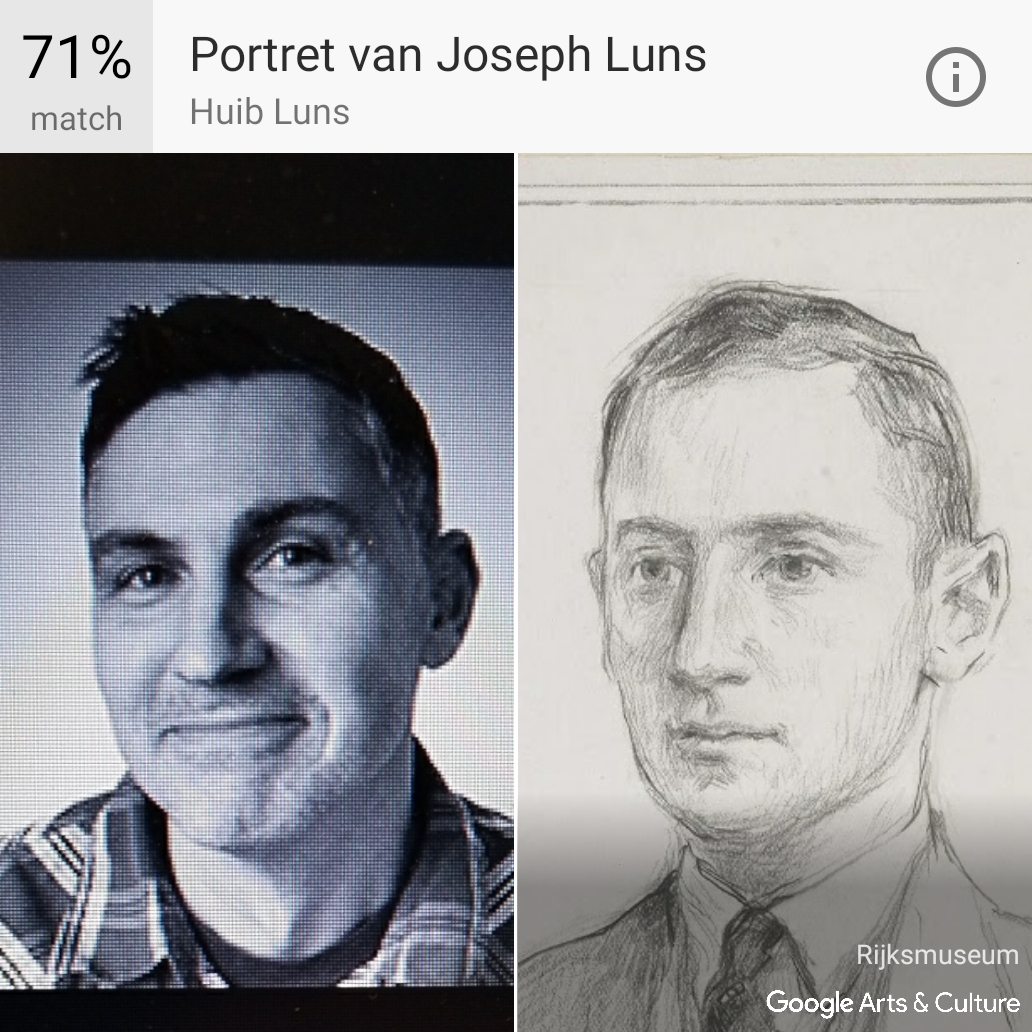 71%
match
Portret van Joseph Luns
Huib Luns
Rijksmuseum
Google Arts & Culture